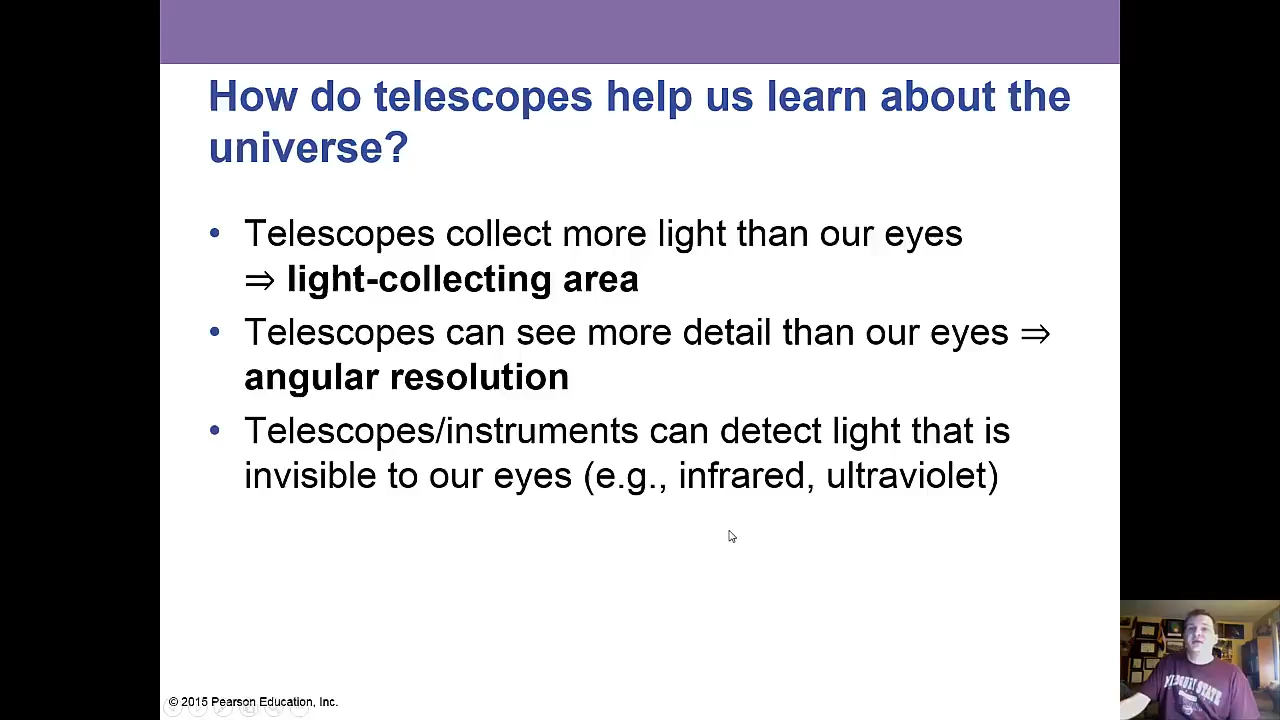 How do telescopes help us learn about the
universe?
• Telescopes collect more light than our eyes
⇒ light-collecting area
• Telescopes can see more detail than our eyes ⇒
angular resolution
• Telescopes/instruments can detect light that is
invisible to our eyes (e.g., infrared, ultraviolet)
© 2015 Pearson Education, Inc.
STATE